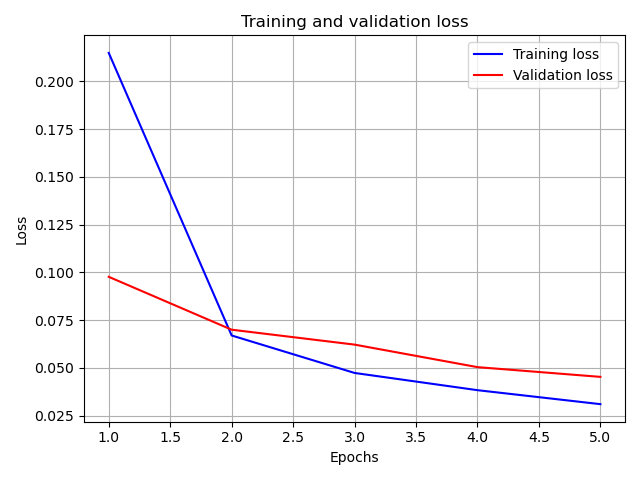 Training and validation loss
Training loss
Validation loss
0.200
0.175
0.150
0.125
0.100
0.075
0.050
0.025
Loss
1.0 1.5 2.0 2.5 3.0 3.5 4.0 4.5 5.0
Epochs